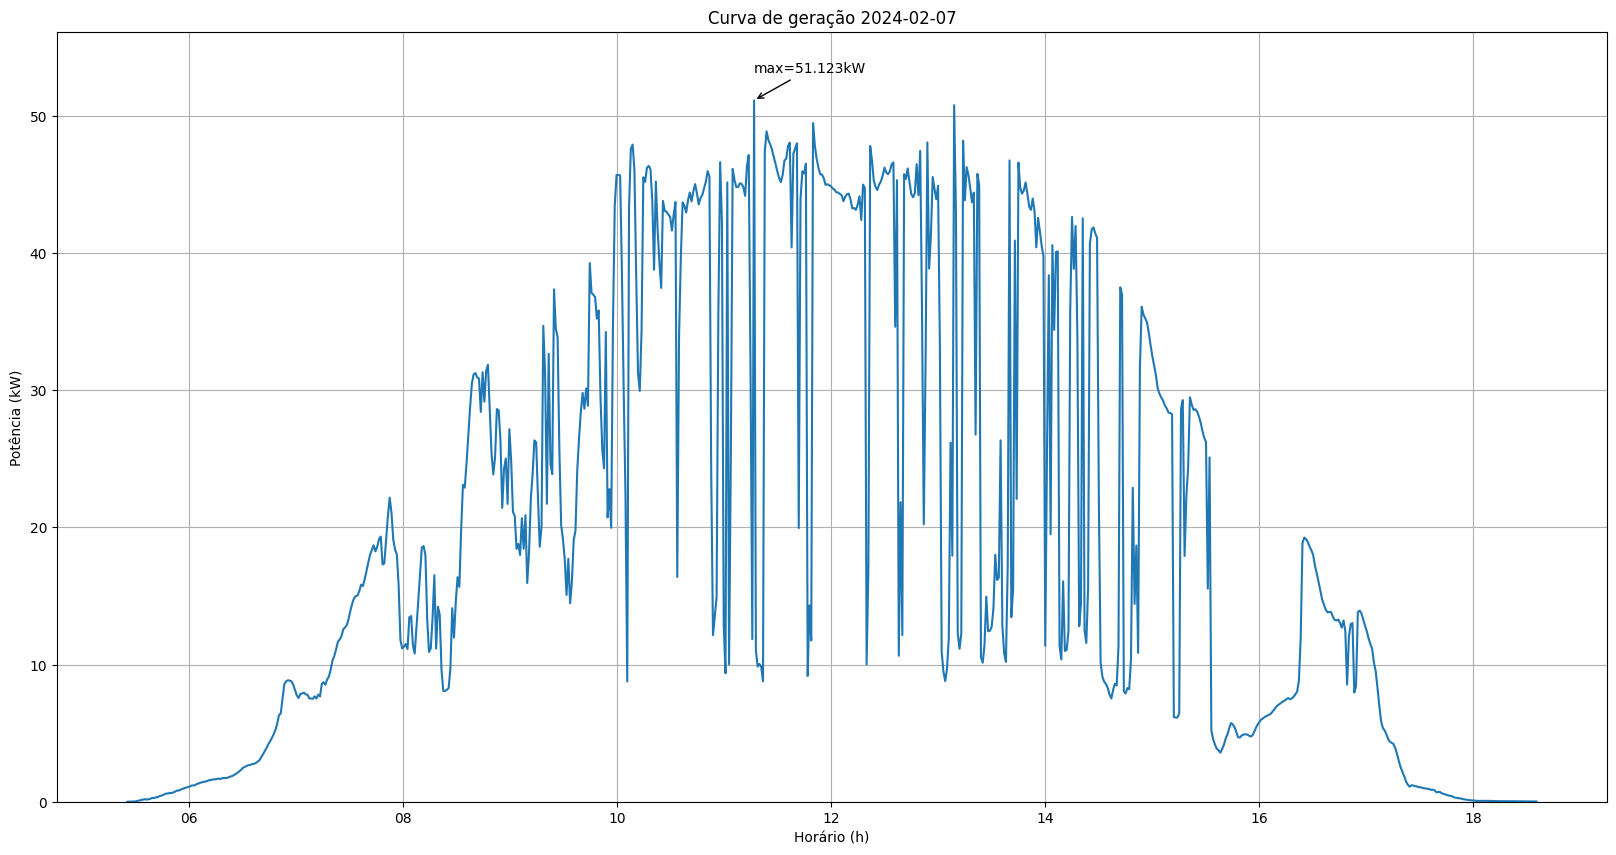 Curva de geração 2024-02-07
max=51.123kW
Potência (kW)
50
40
30
20
10
0
06 08 10 12 14 16 18
Horário (h)